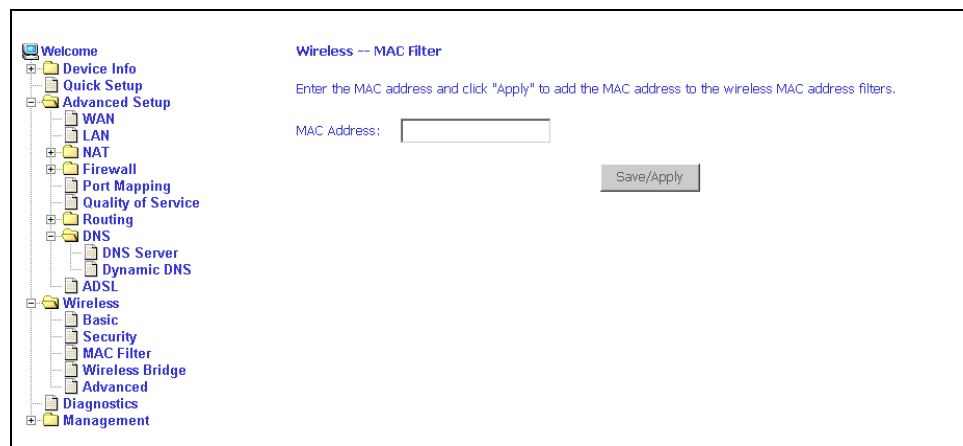 Welcome
Device Info
Quick Setup
Advanced Setup
WAN
LAN
NAT
Firewall
Port Mapping
Quality of Service
Routing
DNS
DNS Server
Dynamic DNS
ADSL
Wireless
Basic
Security
MAC Filter
Wireless Bridge
Advanced
Diagnostics
Management
Wireless -- MAC Filter
Enter the MAC address and click "Apply" to add the MAC address to the wireless MAC address filters.
MAC Address:
Save/Apply